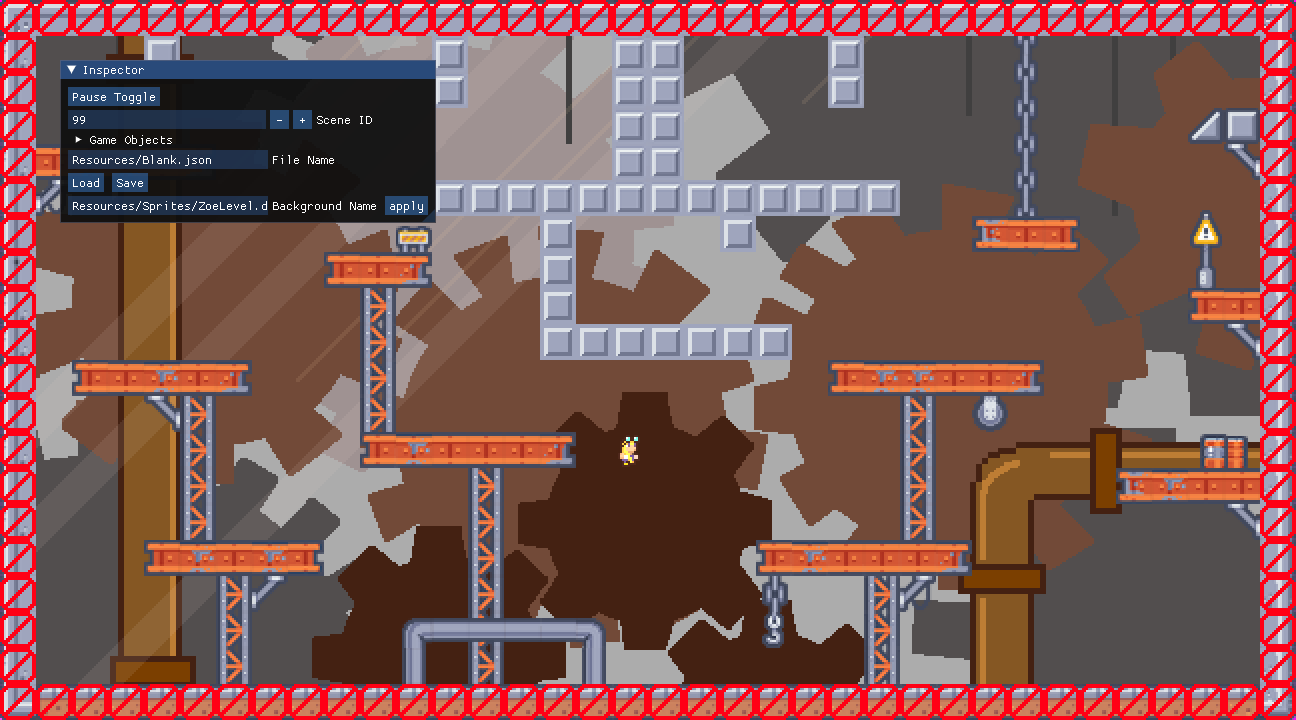 Inspector
Pause Toggle
99 - + Scene ID
Game Objects
Resources/Blank.json File Name
Load Save
Resources/Sprites/ZoeLevel.d Background Name apply